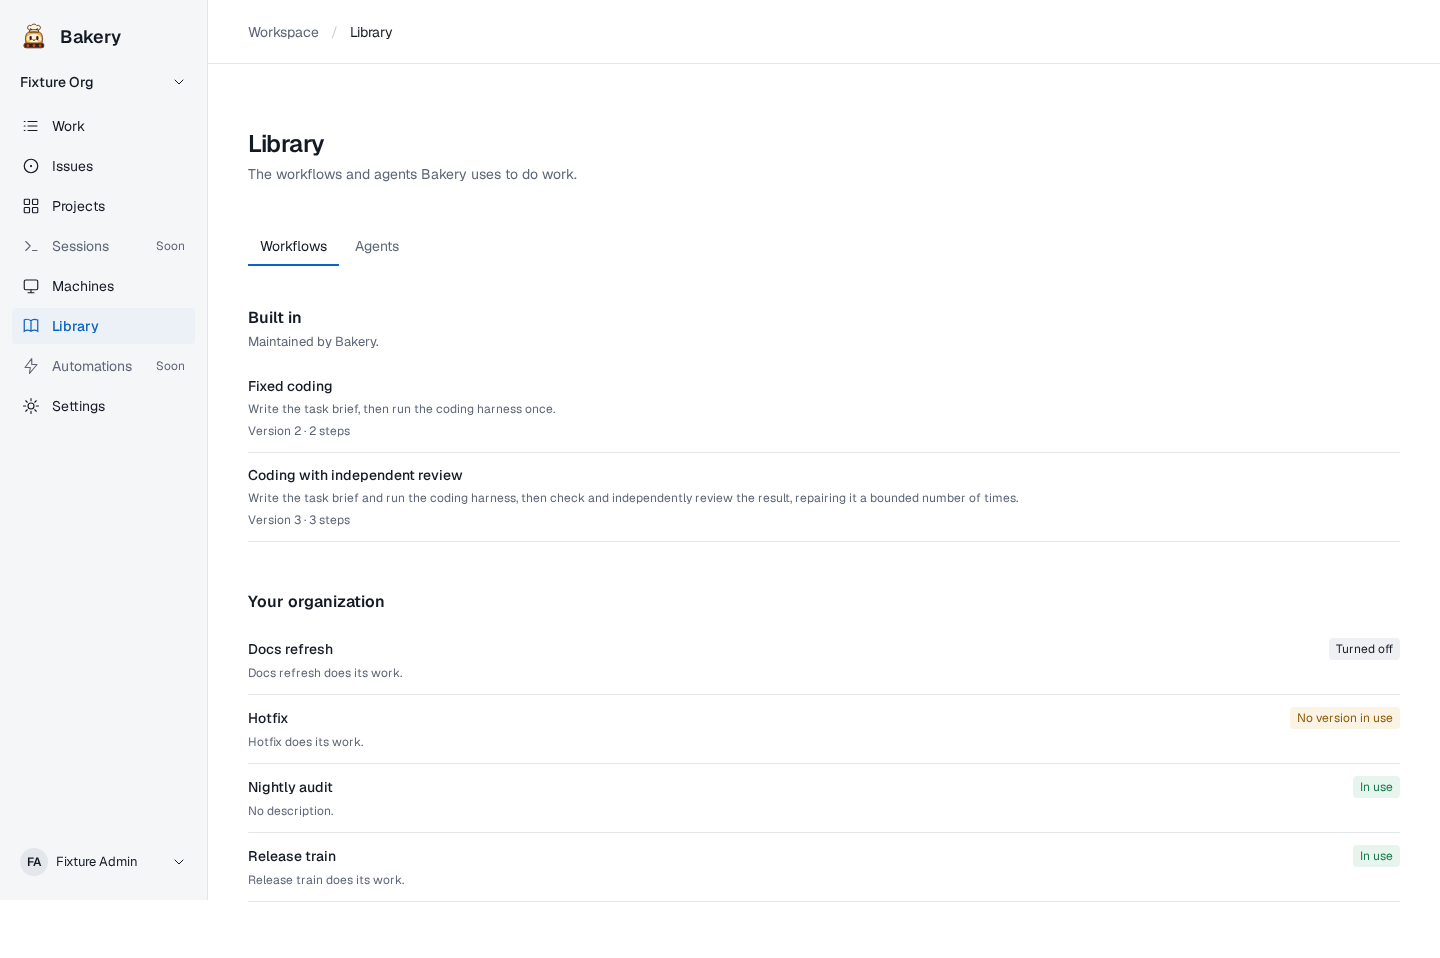 Bakery
Fixture Org
Work
Issues
Projects
Sessions Soon
Machines
Library
Automations Soon
Settings
FA Fixture Admin
Workspace / Library
Library
The workflows and agents Bakery uses to do work.
Workflows Agents
Built in
Maintained by Bakery.
Fixed coding
Write the task brief, then run the coding harness once.
Version 2 · 2 steps
Coding with independent review
Write the task brief and run the coding harness, then check and independently review the result, repairing it a bounded number of times.
Version 3 · 3 steps
Your organization
Docs refresh Turned off
Docs refresh does its work.
Hotfix No version in use
Hotfix does its work.
Nightly audit In use
No description.
Release train In use
Release train does its work.